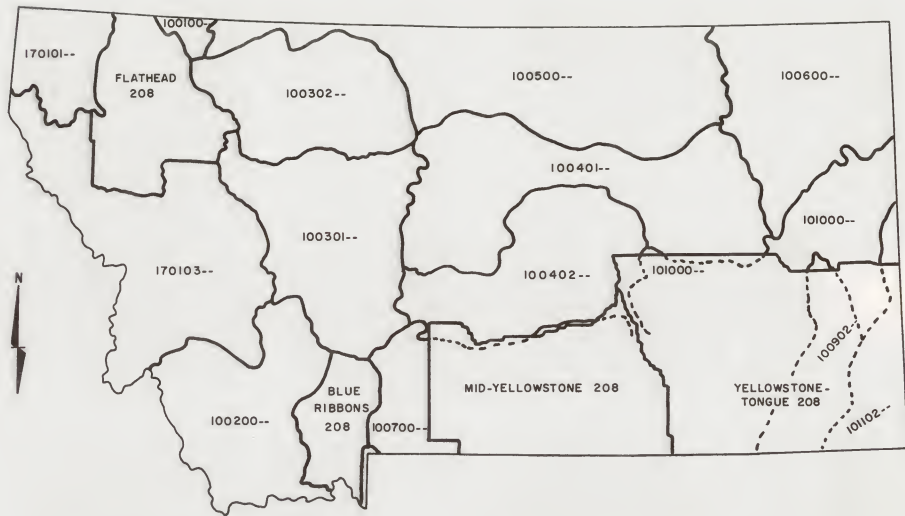 100100--
170101--
FLATHEAD
208
100302--
100500--
100600--
100401--
101000--
100301--
170103--
100402--
101000--
N
100902--
MID-YELLOWSTONE 208
YELLOWSTONE-
TONGUE 208
BLUE
RIBBONS
208
100200--
100700--
101102--